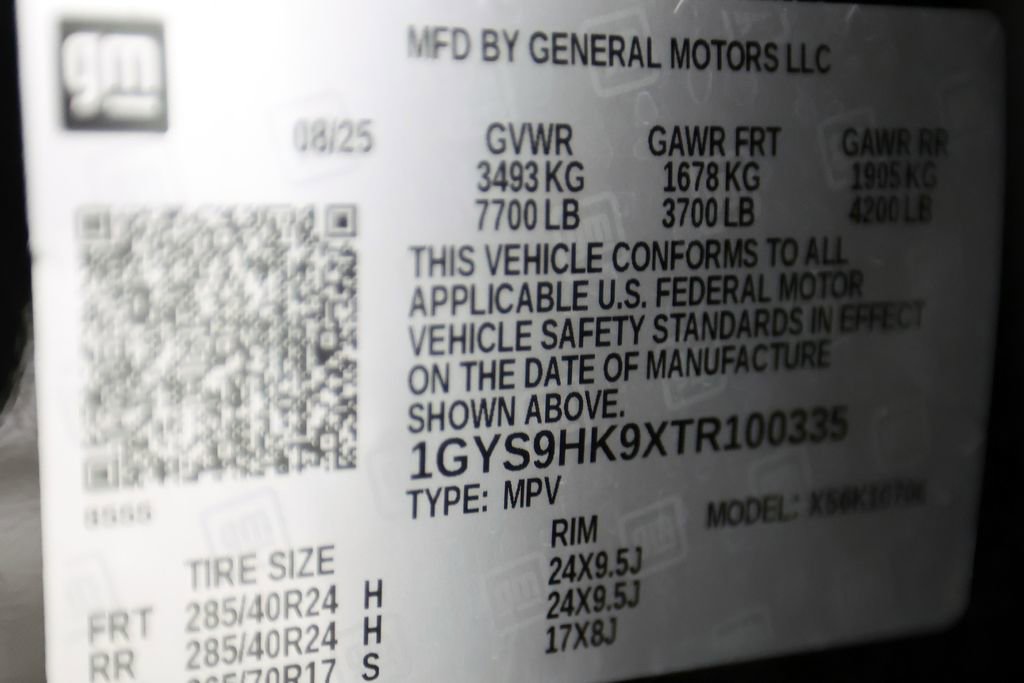 gm
MFD BY GENERAL MOTORS LLC
08/25 GVWR GAWR FRT GAWR RR
3493 KG 1678 KG 1905 KG
7700 LB 3700 LB 4200 LB
THIS VEHICLE CONFORMS TO ALL
APPLICABLE U.S. FEDERAL MOTOR
VEHICLE SAFETY STANDARDS IN EFFECT
ON THE DATE OF MANUFACTURE
SHOWN ABOVE.
1GYS9HK9XTR100335
TYPE: MPV MODEL:
TIRE SIZE RIM
FRT 285/40R24 H 24X9.5J
RR 285/40R24 H 24X9.5J
S 17X8J